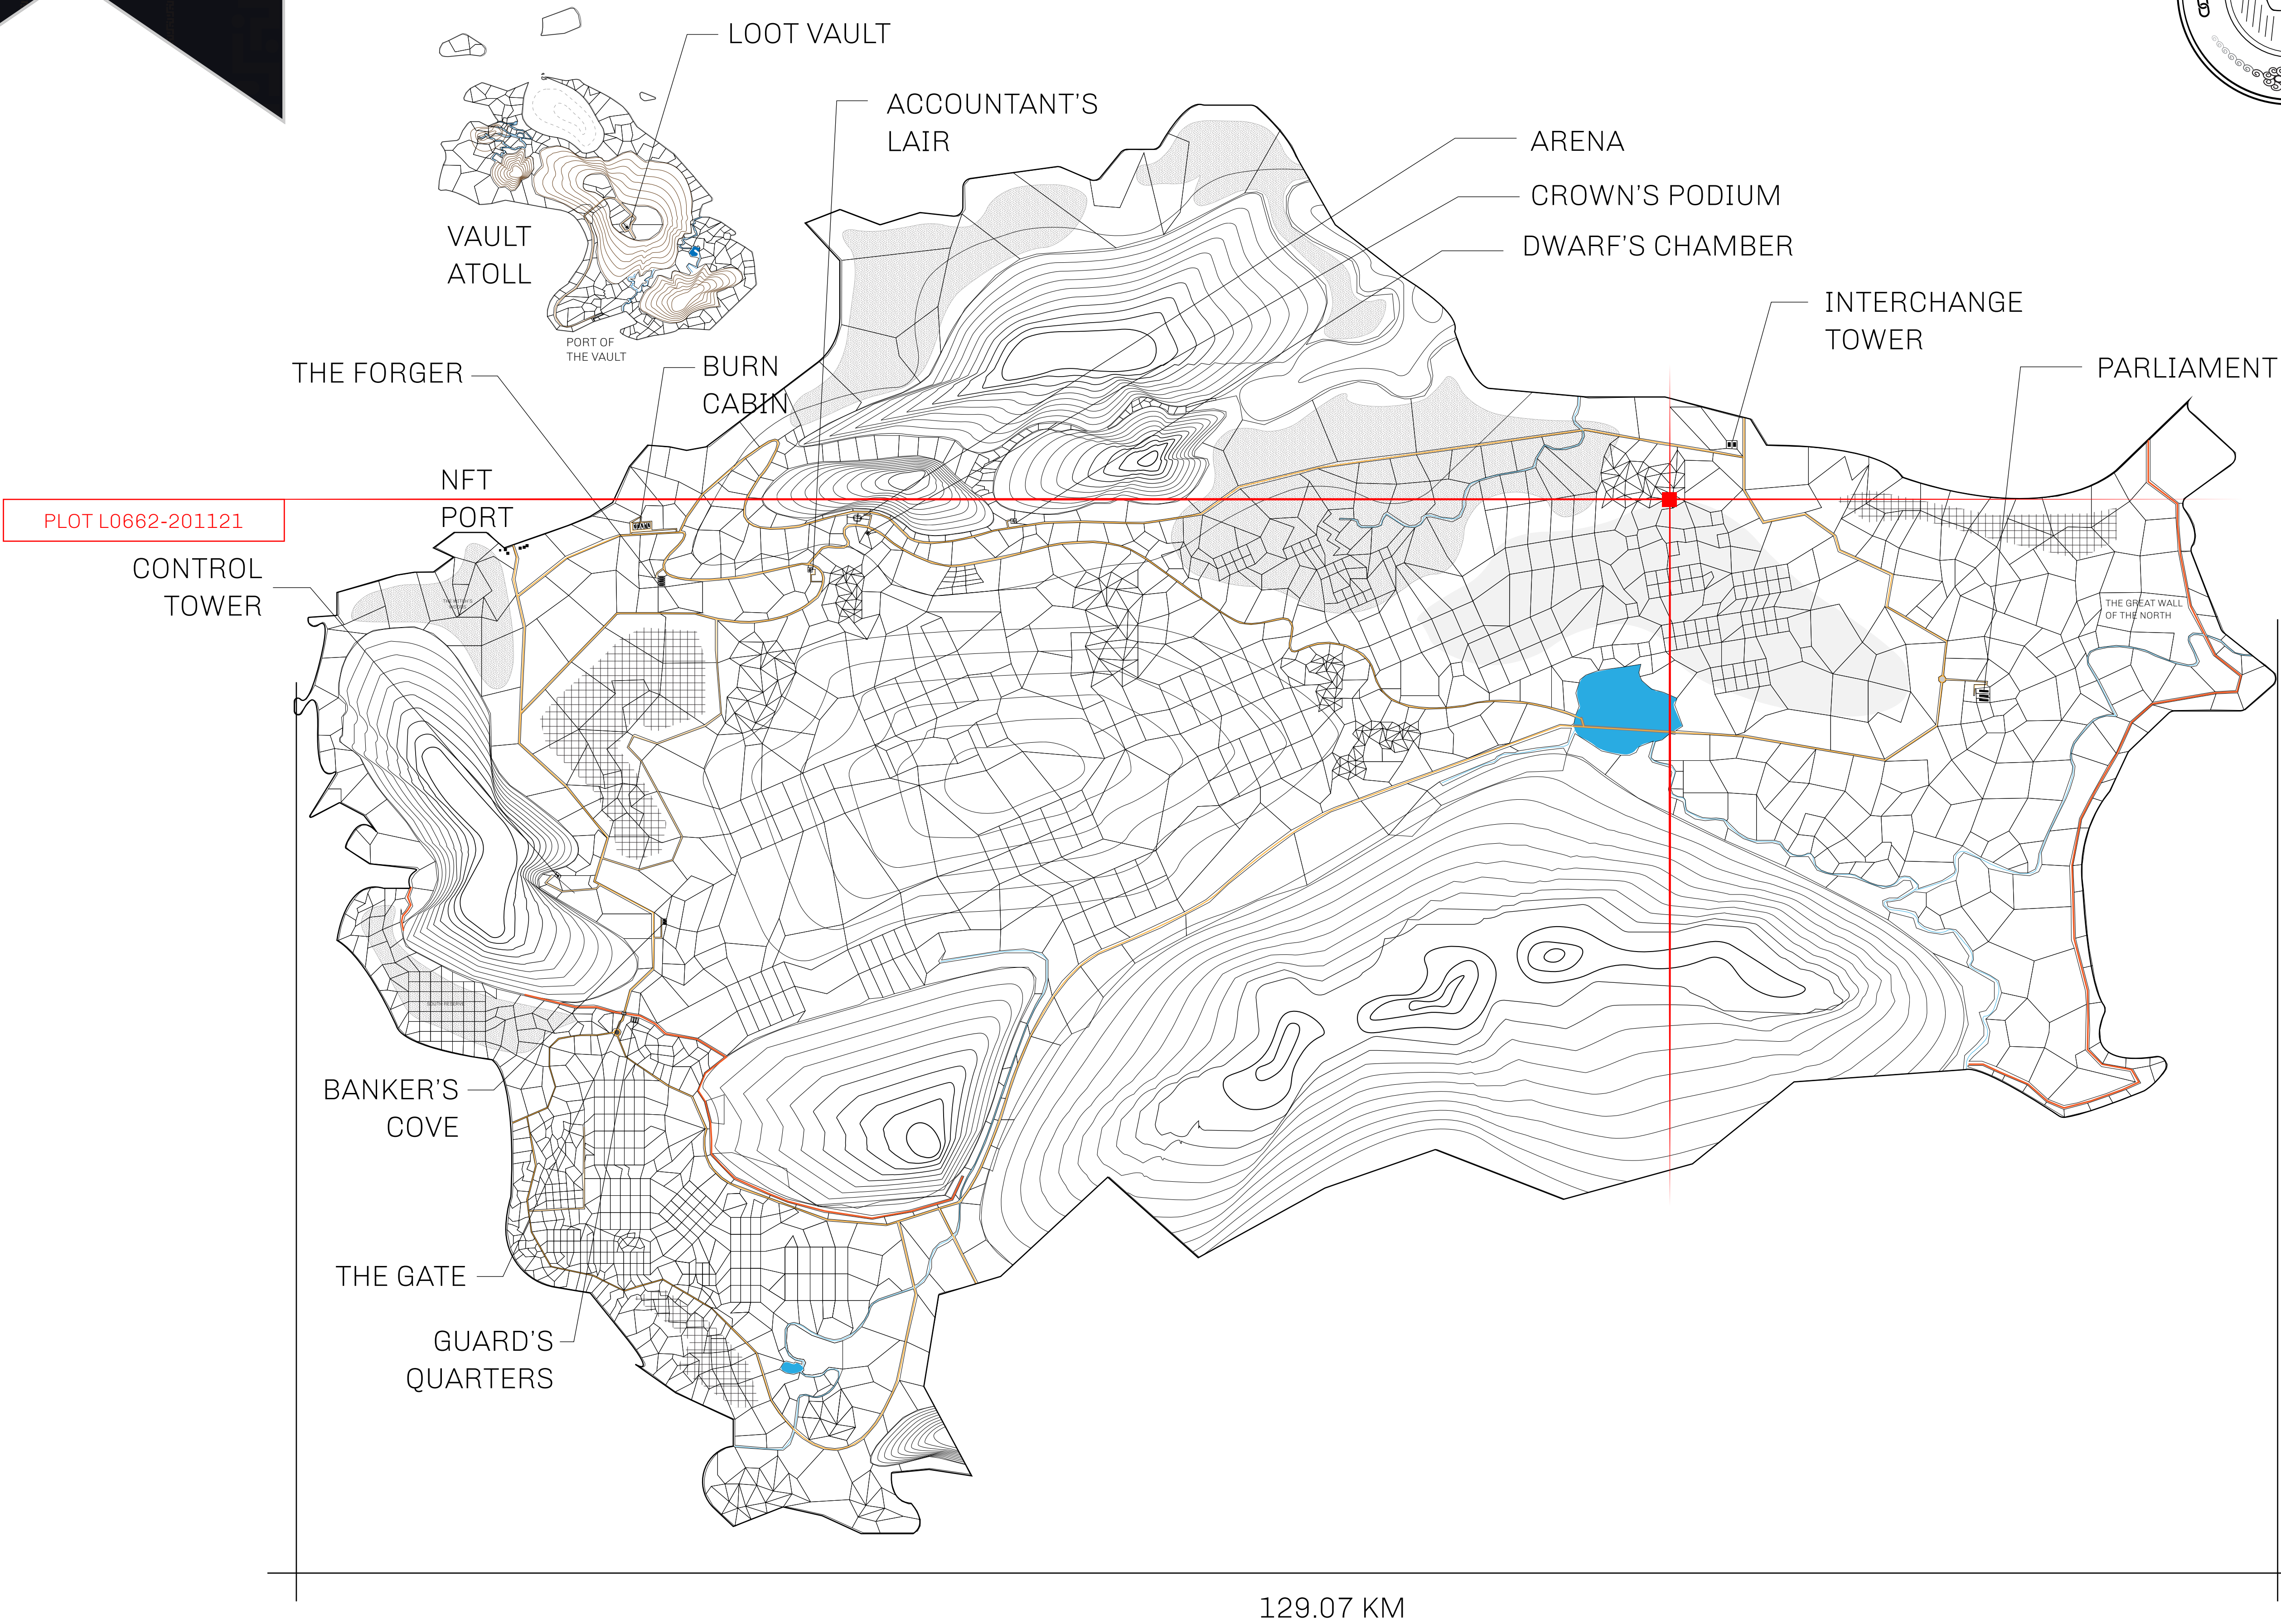 LOOT VAULT
ACCOUNTANT'S
LAIR
ARENA
CROWN'S PODIUM
DWARF'S CHAMBER
VAULT
ATOLL
INTERCHANGE
TOWER
PORT OF
THE VAULT
PARLIAMENT
THE FORGER
BURN
CABIN
NFT
PORT
PLOT L0662-201121
CONTROL
TOWER
THE GREAT WALL
OF THE NORTH
SOUTH RESERVE
BANKER'S
COVE
THE GATE
GUARD'S
QUARTERS
129.07 KM